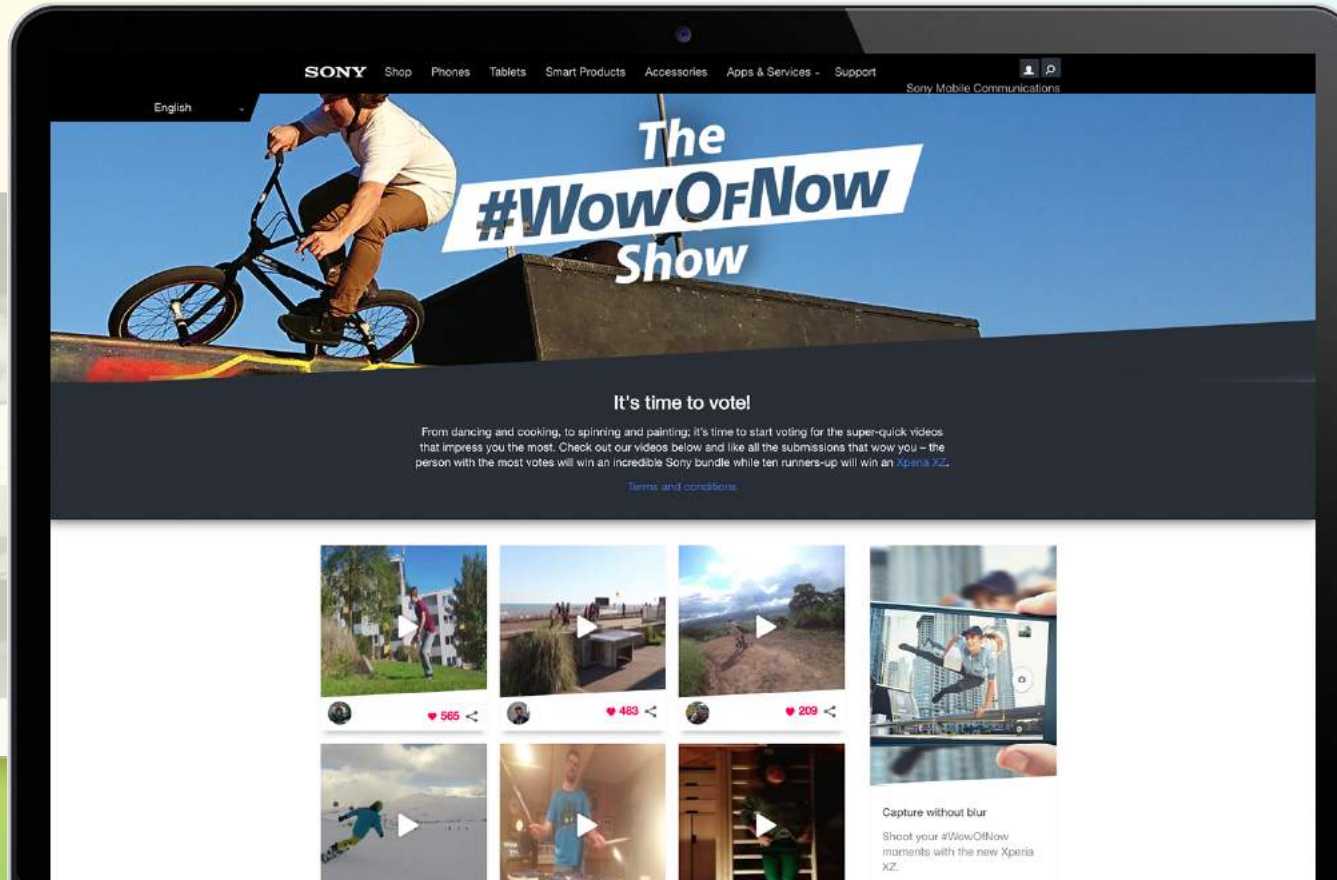 SONY Shop Phones Tablets Smart Products Accessories Apps & Services Support
Sony Mobile Communications
English
The
#WowOfNow
Show
It's time to vote!
From dancing and cooking, to spinning and painting; it's time to start voting for the super-quick videos
that impress you the most. Check out our videos below and like all the submissions that wow you – the
person with the most votes will win an incredible Sony bundle while ten runners-up will win an Xperia XZ.
Terms and conditions
565
483
209
Capture without blur
Shoot your #WowOfNow
moments with the new Xperia
XZ.